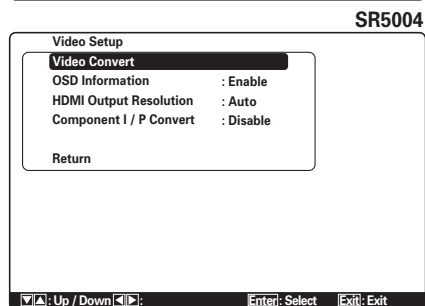 SR5004
Video Setup
Video Convert
OSD Information : Enable
HDMI Output Resolution : Auto
Component I / P Convert : Disable
Return
▼▲: Up / Down ◀▶: Enter: Select Exit: Exit